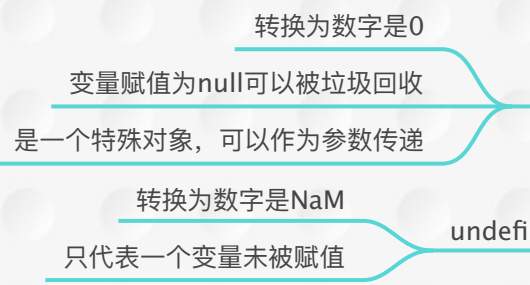 转换为数字是0
变量赋值为null可以被垃圾回收
是一个特殊对象，可以作为参数传递
转换为数字是NaM
undefi
只代表一个变量未被赋值